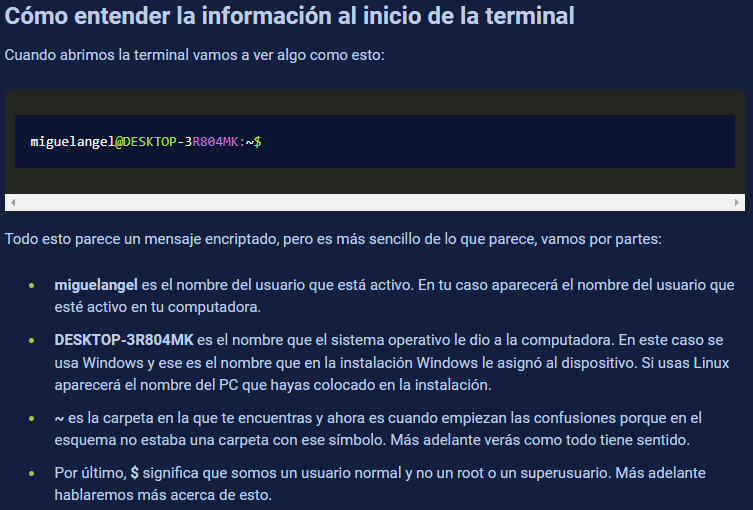 Cómo entender la información al inicio de la terminal
Cuando abrimos la terminal vamos a ver algo como esto:
miguelangel@DESKTOP-3R804MK:~$
Todo esto parece un mensaje encriptado, pero es más sencillo de lo que parece, vamos por partes:
miguelangel es el nombre del usuario que está activo. En tu caso aparecerá el nombre del usuario que
esté activo en tu computadora.
DESKTOP-3R804MK es el nombre que el sistema operativo le dio a la computadora. En este caso se
usa Windows y ese es el nombre que en la instalación Windows le asignó al dispositivo. Si usas Linux
aparecerá el nombre del PC que hayas colocado en la instalación.
~ es la carpeta en la que te encuentras y ahora es cuando empiezan las confusiones porque en el
esquema no estaba una carpeta con ese símbolo. Más adelante verás como todo tiene sentido.
Por último, $ significa que somos un usuario normal y no un root o un superusuario. Más adelante
hablaremos más acerca de esto.